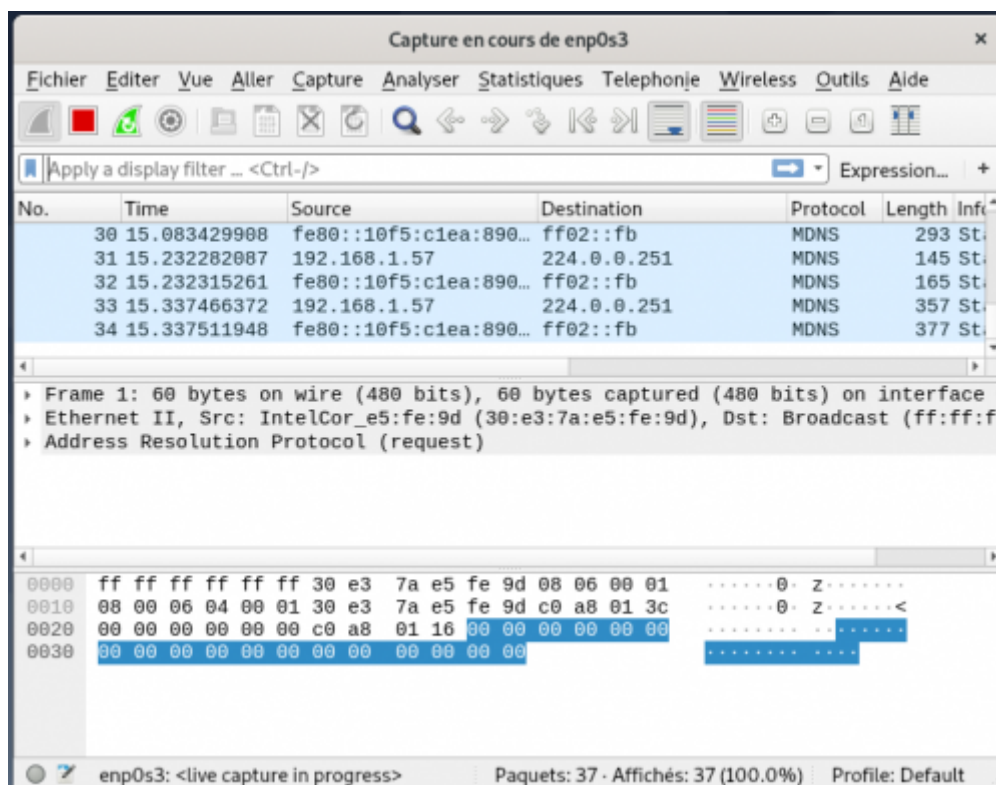 Capture en cours de enp0s3 ×
Fichier Editer Vue Aller Capture Analyser Statistiques Telephonie Wireless Outils Aide
Apply a display filter ... <Ctrl-/> Expression... +
No. Time Source Destination Protocol Length Info
30 15.083429908 fe80::10f5:c1ea:890… ff02::fb MDNS 293 Sta
31 15.232282087 192.168.1.57 224.0.0.251 MDNS 145 Sta
32 15.232315261 fe80::10f5:c1ea:890… ff02::fb MDNS 165 Sta
33 15.337466372 192.168.1.57 224.0.0.251 MDNS 357 Sta
34 15.337511948 fe80::10f5:c1ea:890… ff02::fb MDNS 377 Sta
Frame 1: 60 bytes on wire (480 bits), 60 bytes captured (480 bits) on interface
Ethernet II, Src: IntelCor_e5:fe:9d (30:e3:7a:e5:fe:9d), Dst: Broadcast (ff:ff:f
Address Resolution Protocol (request)
0000 ff ff ff ff ff ff 30 e3 7a e5 fe 9d 08 06 00 01 ······0· z·······
0010 08 00 06 04 00 01 30 e3 7a e5 fe 9d c0 a8 01 3c ······0· z······<
0020 00 00 00 00 00 00 c0 a8 01 16 00 00 00 00 00 00 ········ ········
0030 00 00 00 00 00 00 00 00 00 00 00 00 ········ ····
enp0s3: <live capture in progress> Paquets: 37 · Affichés: 37 (100.0%) Profile: Default